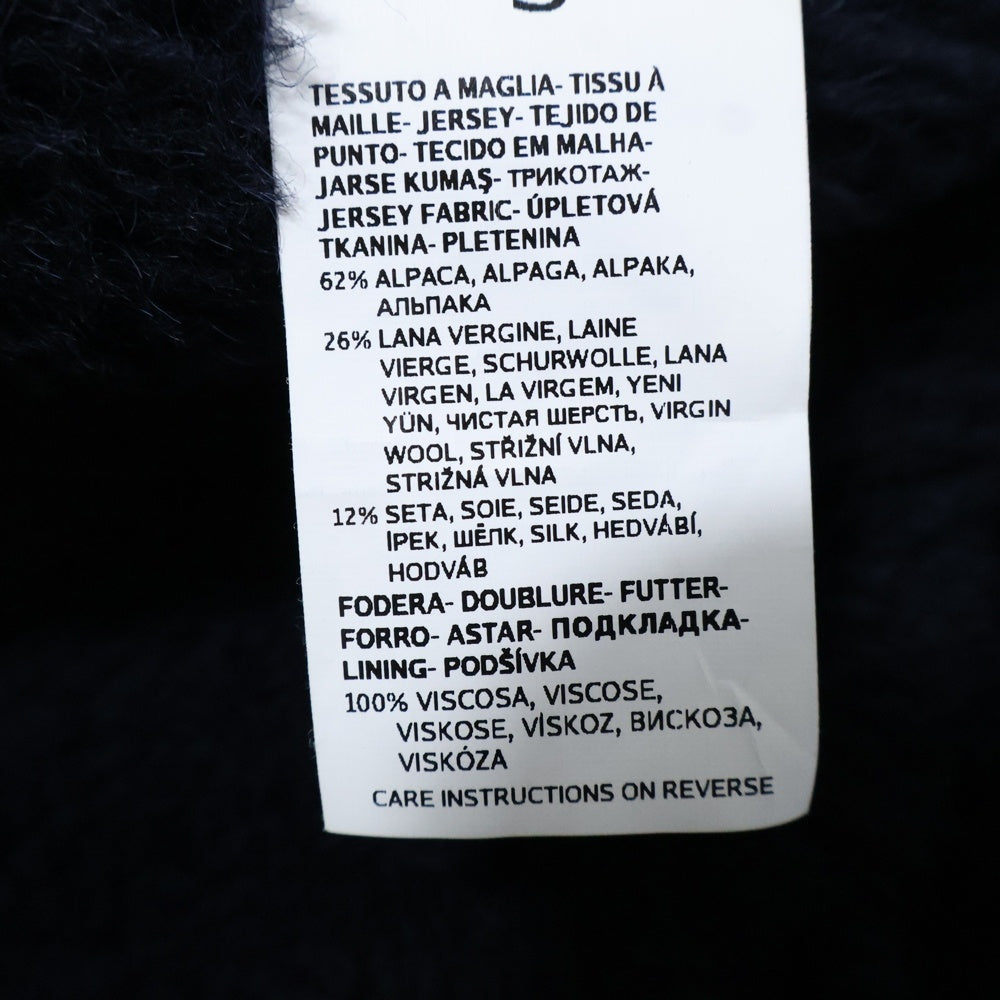 TESSUTO A MAGLIA- TISSU À
MAILLE- JERSEY- TEJIDO DE
PUNTO- TECIDO EM MALHA-
JARSE KUMAŞ- ТРИКОТАЖ-
JERSEY FABRIC- ÚPLETOVÁ
TKANINA- PLETENINA
62% ALPACA, ALPAGA, ALPAKA,
АЛЬПАКА
26% LANA VERGINE, LAINE
VIERGE, SCHURWOLLE, LANA
VIRGEN, LA VIRGEM, YENI
YÜN, ЧИСТАЯ ШЕРСТЬ, VIRGIN
WOOL, STŘIŽNÍ VLNA,
STRIŽNÁ VLNA
12% SETA, SOIE, SEIDE, SEDA,
İPEK, ШЁЛК, SILK, HEDVÁBÍ,
HODVÁB
FODERA- DOUBLURE- FUTTER-
FORRO- ASTAR- ПОДКЛАДКА-
LINING- PODŠÍVKA
100% VISCOSA, VISCOSE,
VISKOSE, VİSKOZ, ВИСКОЗА,
VISKÓZA
CARE INSTRUCTIONS ON REVERSE